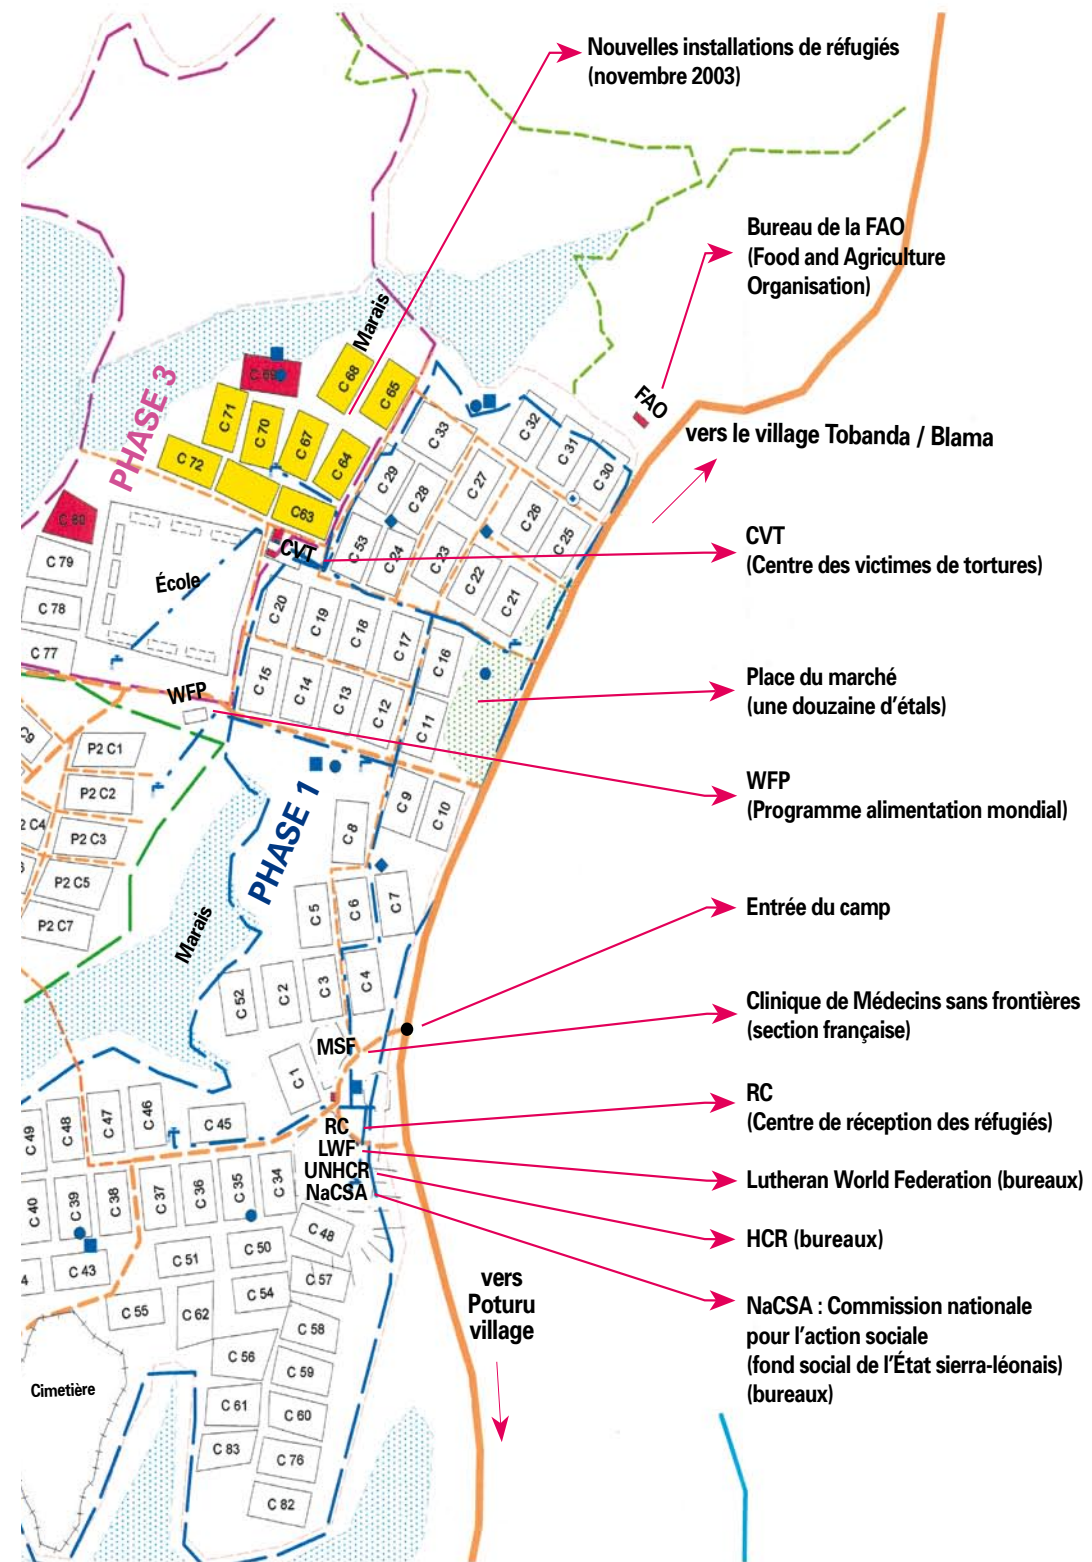 Nouvelles installations de réfugiés
(novembre 2003)
Bureau de la FAO
(Food and Agriculture
Organisation)
Marais
PHASE 3
C 69
C 68
C 65
C 71
C 70
C 67
C 64
C 72
C63
FAO
vers le village Tobanda / Blama
C 33
C 32
C 31
C 30
C 29
C 28
C 27
C 26
C 25
C 53
C 24
C 23
C 22
C 21
C 80
C 79
C 78
C 77
École
CVT
CVT
(Centre des victimes de tortures)
C 20
C 19
C 18
C 17
C 16
C 15
C 14
C 13
C 12
C 11
Place du marché
(une douzaine d’étals)
WFP
WFP
(Programme alimentation mondial)
C9
P2 C1
P2 C2
2 C4
P2 C3
P2 C5
P2 C7
PHASE 1
C 9
C 10
C 8
C 7
C 6
C 5
Marais
Entrée du camp
C 52
C 2
C 3
C 4
Clinique de Médecins sans frontières
(section française)
MSF
C 1
RC
(Centre de réception des réfugiés)
C 49
C 48
C 47
C 46
C 45
RC
LWF
UNHCR
NaCSA
Lutheran World Federation (bureaux)
C 40
C 39
C 38
C 37
C 36
C 35
C 34
HCR (bureaux)
C 48
4
C 43
C 51
C 50
C 57
vers
Poturu
village
NaCSA : Commission nationale
pour l’action sociale
(fond social de l’État sierra-léonais)
(bureaux)
C 55
C 62
C 54
C 58
C 56
C 59
Cimetière
C 61
C 60
C 83
C 76
C 82